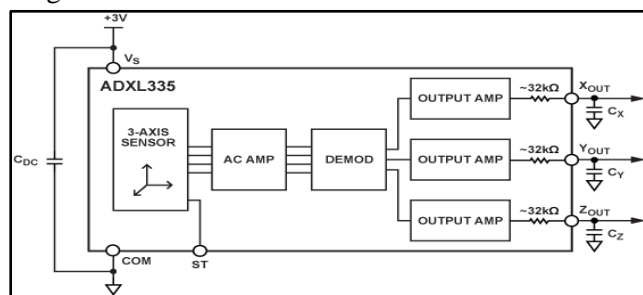 +3V
VS
ADXL335
3-AXIS
SENSOR
AC AMP
DEMOD
OUTPUT AMP
~32kΩ
XOUT
CX
OUTPUT AMP
~32kΩ
YOUT
CY
OUTPUT AMP
~32kΩ
ZOUT
CZ
CDC
COM
ST